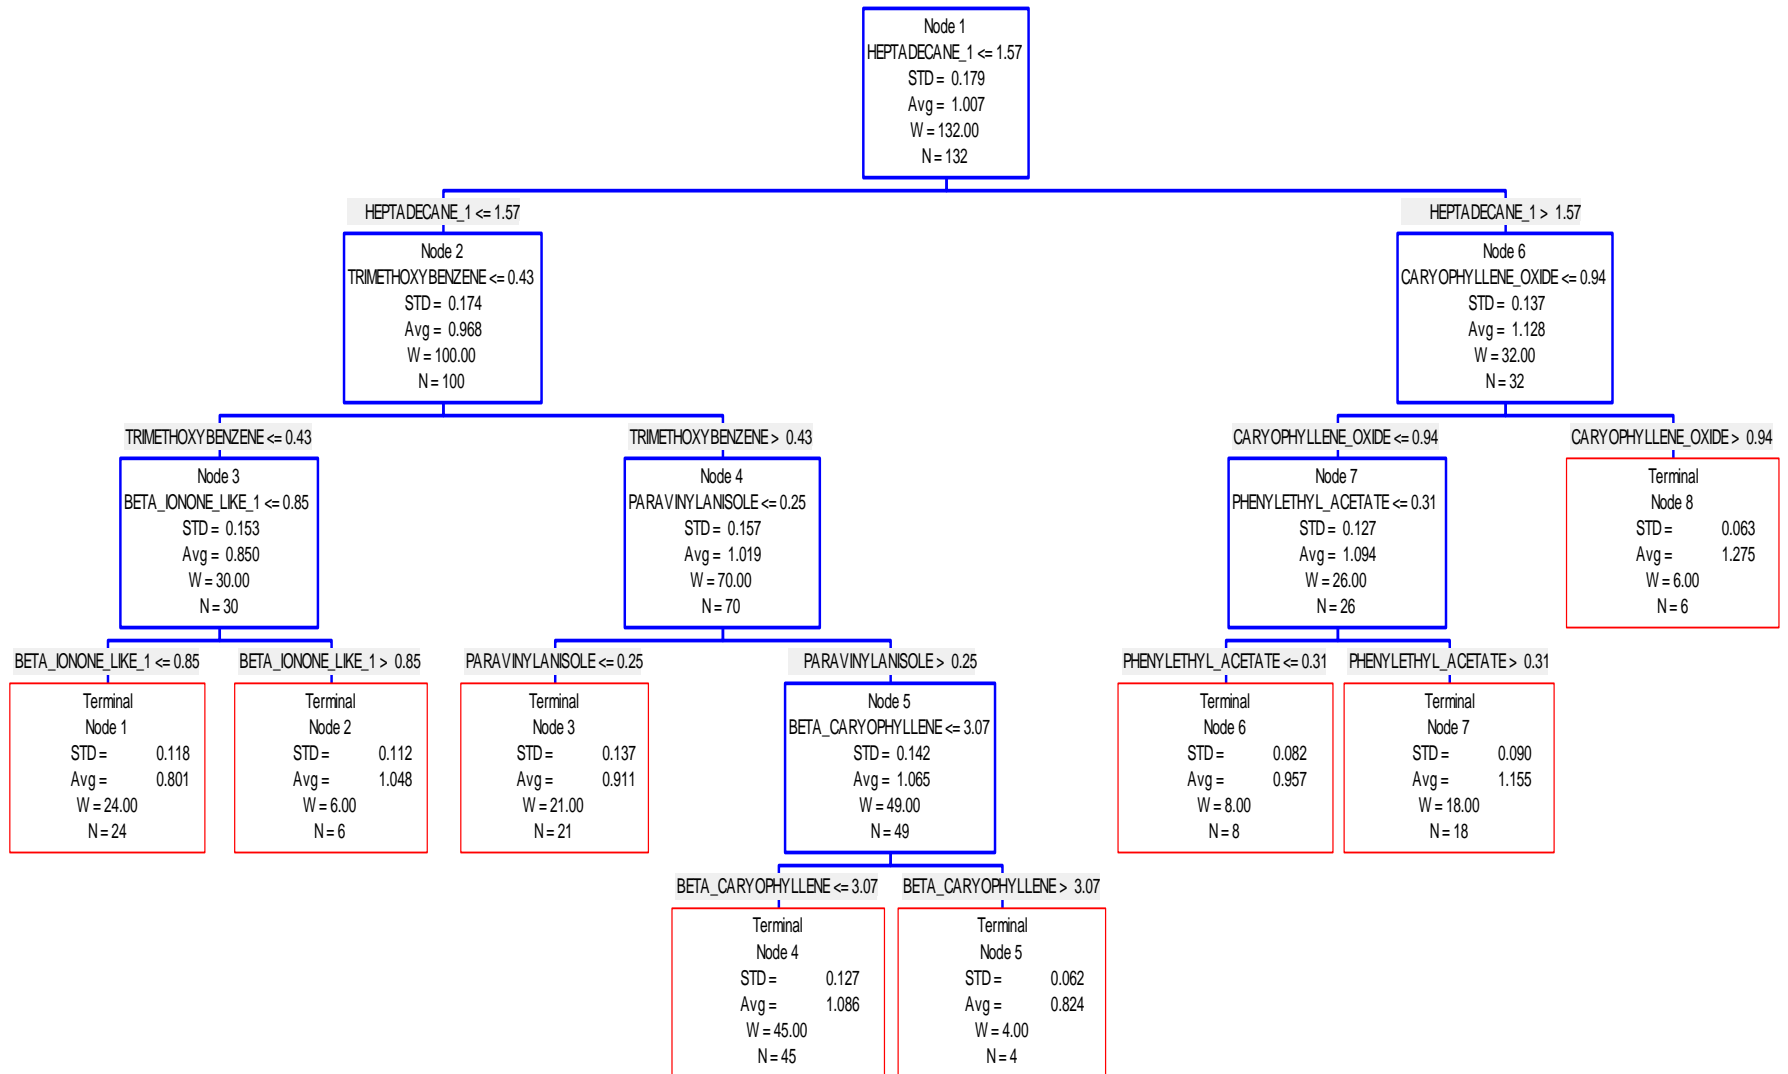 Node 1
HEPTADECANE_1 <= 1.57
STD = 0.179
Avg = 1.007
W = 132.00
N = 132
HEPTADECANE_1 <= 1.57
HEPTADECANE_1 > 1.57
Node 2
TRIMETHOXYBENZENE <= 0.43
STD = 0.174
Avg = 0.968
W = 100.00
N = 100
Node 6
CARYOPHYLLENE_OXIDE <= 0.94
STD = 0.137
Avg = 1.128
W = 32.00
N = 32
TRIMETHOXYBENZENE <= 0.43
TRIMETHOXYBENZENE > 0.43
CARYOPHYLLENE_OXIDE <= 0.94
CARYOPHYLLENE_OXIDE > 0.94
Node 3
BETA_IONONE_LIKE_1 <= 0.85
STD = 0.153
Avg = 0.850
W = 30.00
N = 30
Node 4
PARAVINYLANISOLE <= 0.25
STD = 0.157
Avg = 1.019
W = 70.00
N = 70
Node 7
PHENYLETHYL_ACETATE <= 0.31
STD = 0.127
Avg = 1.094
W = 26.00
N = 26
Terminal
Node 8
STD = 0.063
Avg = 1.275
W = 6.00
N = 6
BETA_IONONE_LIKE_1 <= 0.85
BETA_IONONE_LIKE_1 > 0.85
PARAVINYLANISOLE <= 0.25
PARAVINYLANISOLE > 0.25
PHENYLETHYL_ACETATE <= 0.31
PHENYLETHYL_ACETATE > 0.31
Terminal
Node 1
STD = 0.118
Avg = 0.801
W = 24.00
N = 24
Terminal
Node 2
STD = 0.112
Avg = 1.048
W = 6.00
N = 6
Terminal
Node 3
STD = 0.137
Avg = 0.911
W = 21.00
N = 21
Node 5
BETA_CARYOPHYLLENE <= 3.07
STD = 0.142
Avg = 1.065
W = 49.00
N = 49
Terminal
Node 6
STD = 0.082
Avg = 0.957
W = 8.00
N = 8
Terminal
Node 7
STD = 0.090
Avg = 1.155
W = 18.00
N = 18
BETA_CARYOPHYLLENE <= 3.07
BETA_CARYOPHYLLENE > 3.07
Terminal
Node 4
STD = 0.127
Avg = 1.086
W = 45.00
N = 45
Terminal
Node 5
STD = 0.062
Avg = 0.824
W = 4.00
N = 4